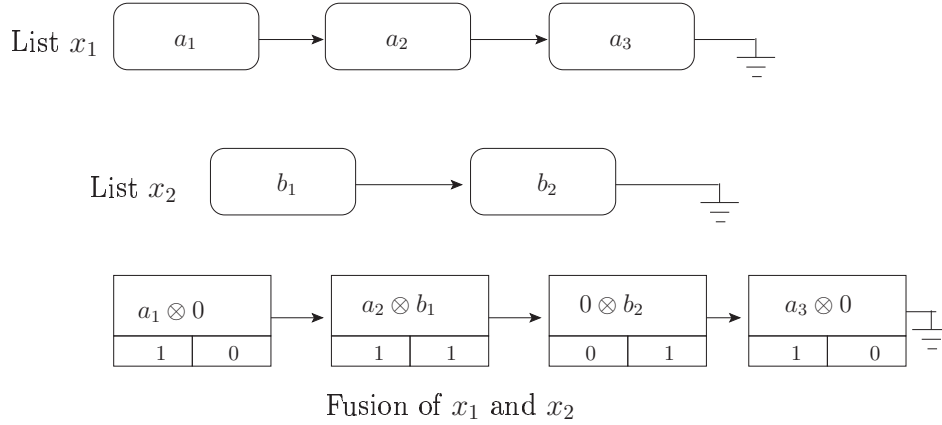 List x₁ a₁ a₂ a₃
List x₂ b₁ b₂
a₁ ⊗ 0 a₂ ⊗ b₁ 0 ⊗ b₂ a₃ ⊗ 0
1 0 1 1 0 1 1 0
Fusion of x₁ and x₂